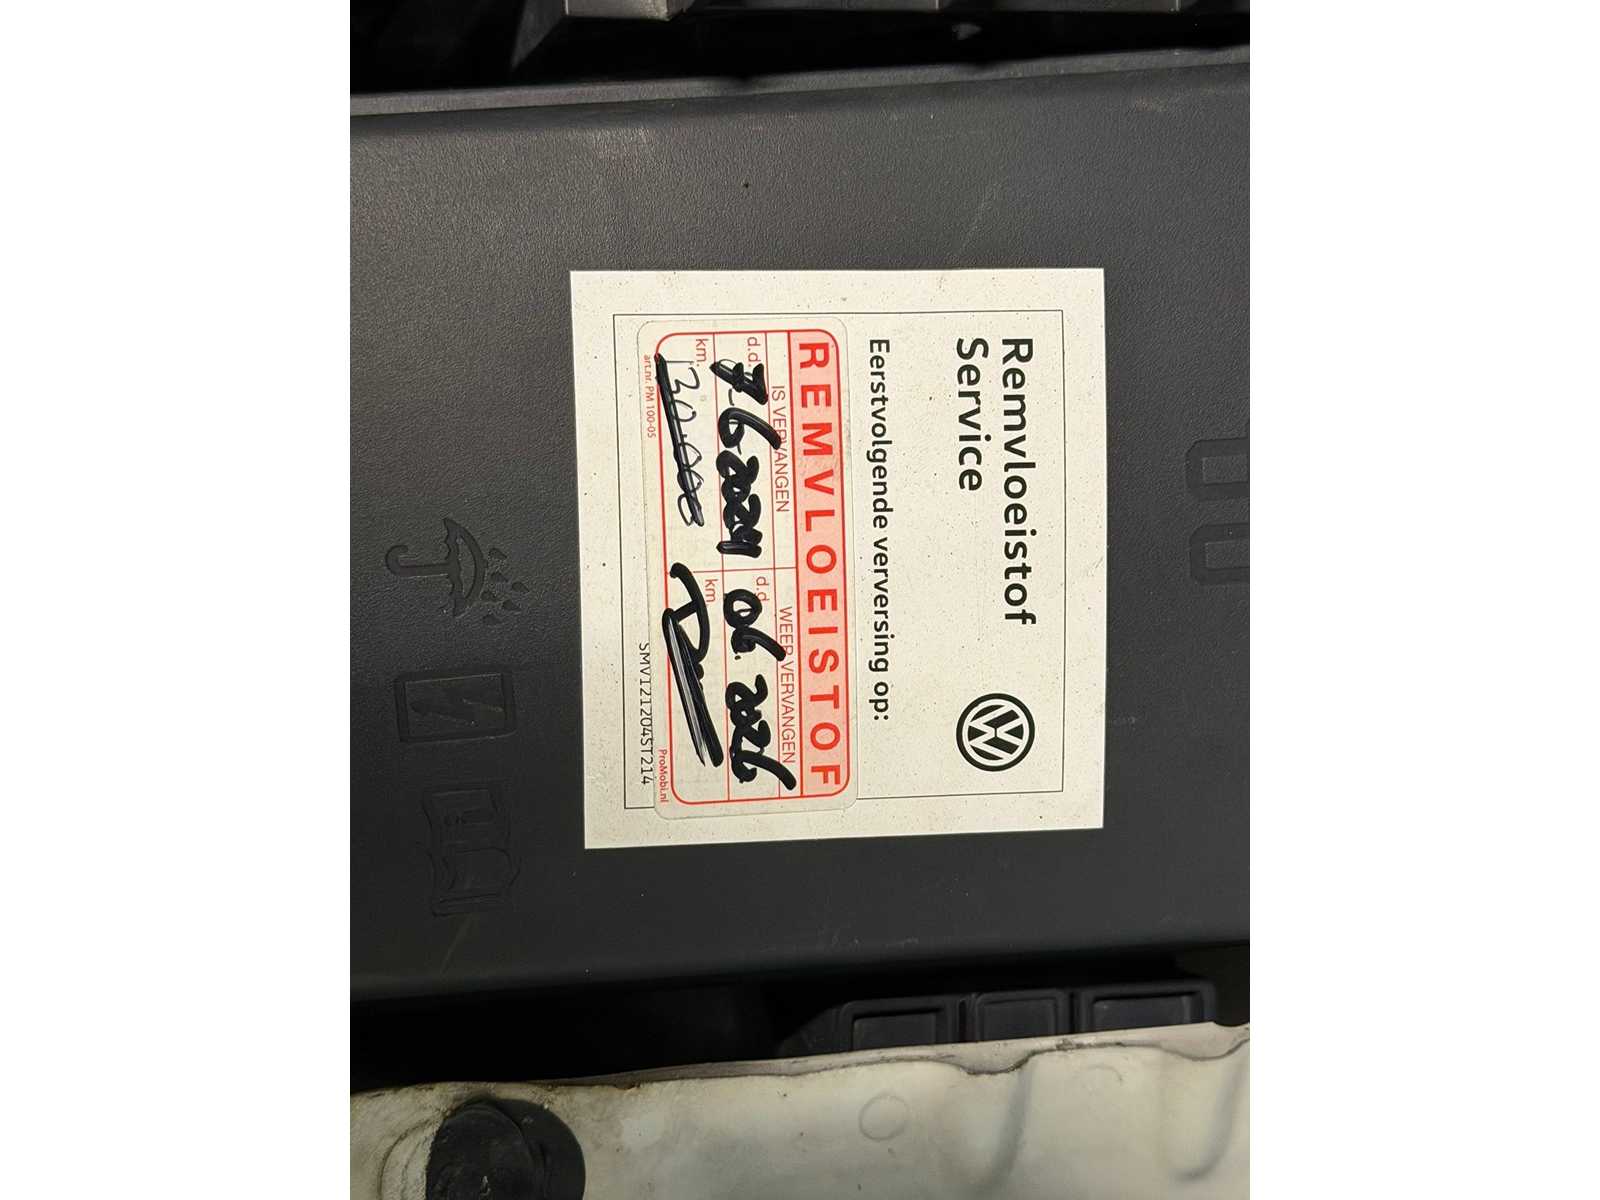 Remvloeistof
Service
Eerstvolgende verversing op:
REMVLOEISTOF
IS VERVANGEN
WEER VERVANGEN
d.d. 7 6 2024
d.d. 06. 2026
km. 130.000
km
art.nr. PM 100-05
ProMobi.nl
SMV1212045T214